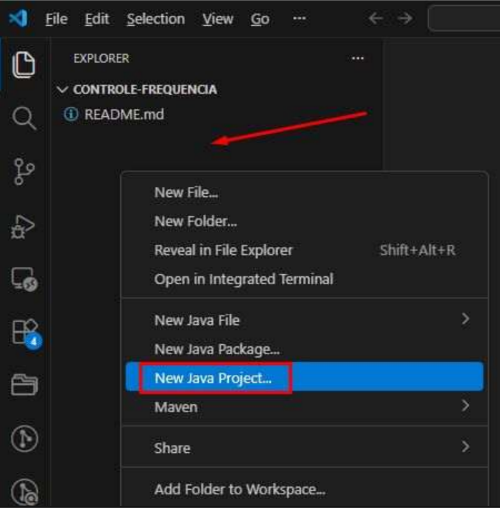 File Edit Selection View Go ...
EXPLORER ...
CONTROLE-FREQUENCIA
README.md
New File...
New Folder...
Reveal in File Explorer Shift+Alt+R
Open in Integrated Terminal
New Java File
New Java Package...
New Java Project...
4
Maven
Share
Add Folder to Workspace...